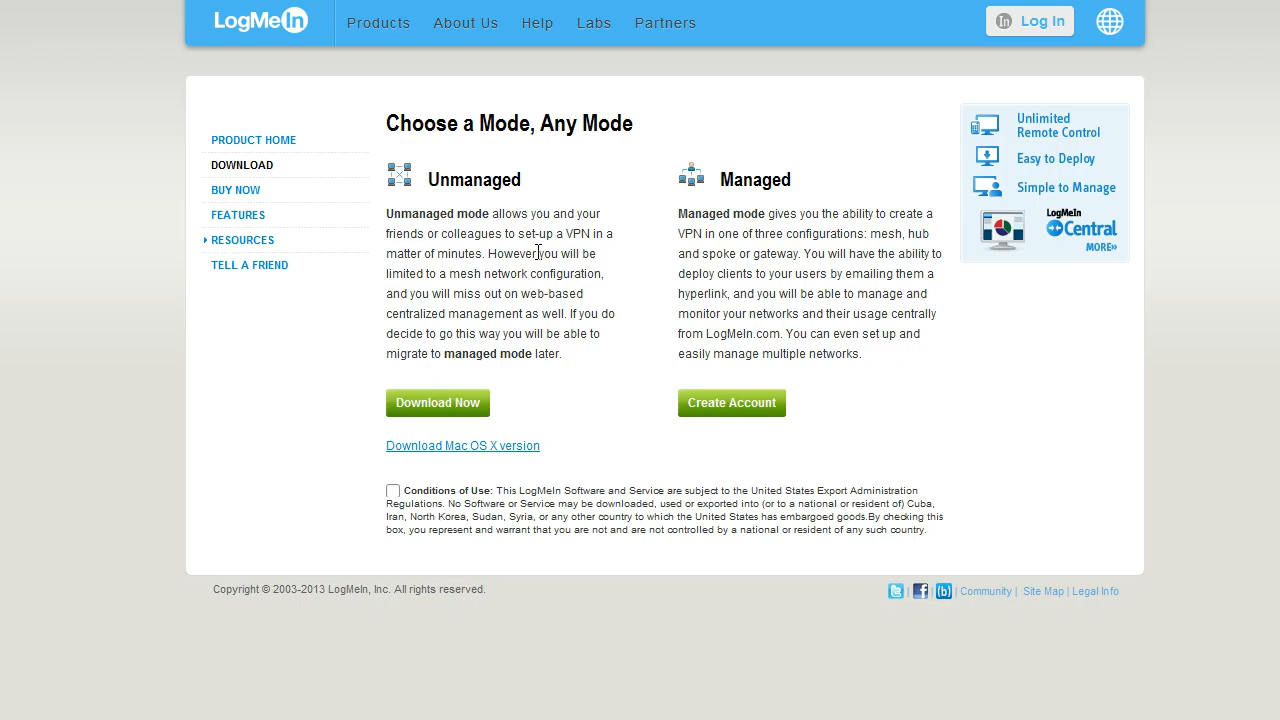 LogMeIn
Products About Us Help Labs Partners
In Log In
PRODUCT HOME
DOWNLOAD
BUY NOW
FEATURES
RESOURCES
TELL A FRIEND
Choose a Mode, Any Mode
Unmanaged
Unmanaged mode allows you and your
friends or colleagues to set-up a VPN in a
matter of minutes. However you will be
limited to a mesh network configuration,
and you will miss out on web-based
centralized management as well. If you do
decide to go this way you will be able to
migrate to managed mode later.
Download Now
Download Mac OS X version
Managed
Managed mode gives you the ability to create a
VPN in one of three configurations: mesh, hub
and spoke or gateway. You will have the ability to
deploy clients to your users by emailing them a
hyperlink, and you will be able to manage and
monitor your networks and their usage centrally
from LogMeIn.com. You can even set up and
easily manage multiple networks.
Create Account
Conditions of Use: This LogMeIn Software and Service are subject to the United States Export Administration
Regulations. No Software or Service may be downloaded, used or exported into (or to a national or resident of) Cuba,
Iran, North Korea, Sudan, Syria, or any other country to which the United States has embargoed goods.By checking this
box, you represent and warrant that you are not and are not controlled by a national or resident of any such country.
Unlimited
Remote Control
Easy to Deploy
Simple to Manage
LogMeIn
Central
MORE»
Copyright © 2003-2013 LogMeIn, Inc. All rights reserved.
| f | (b) | Community | Site Map | Legal Info